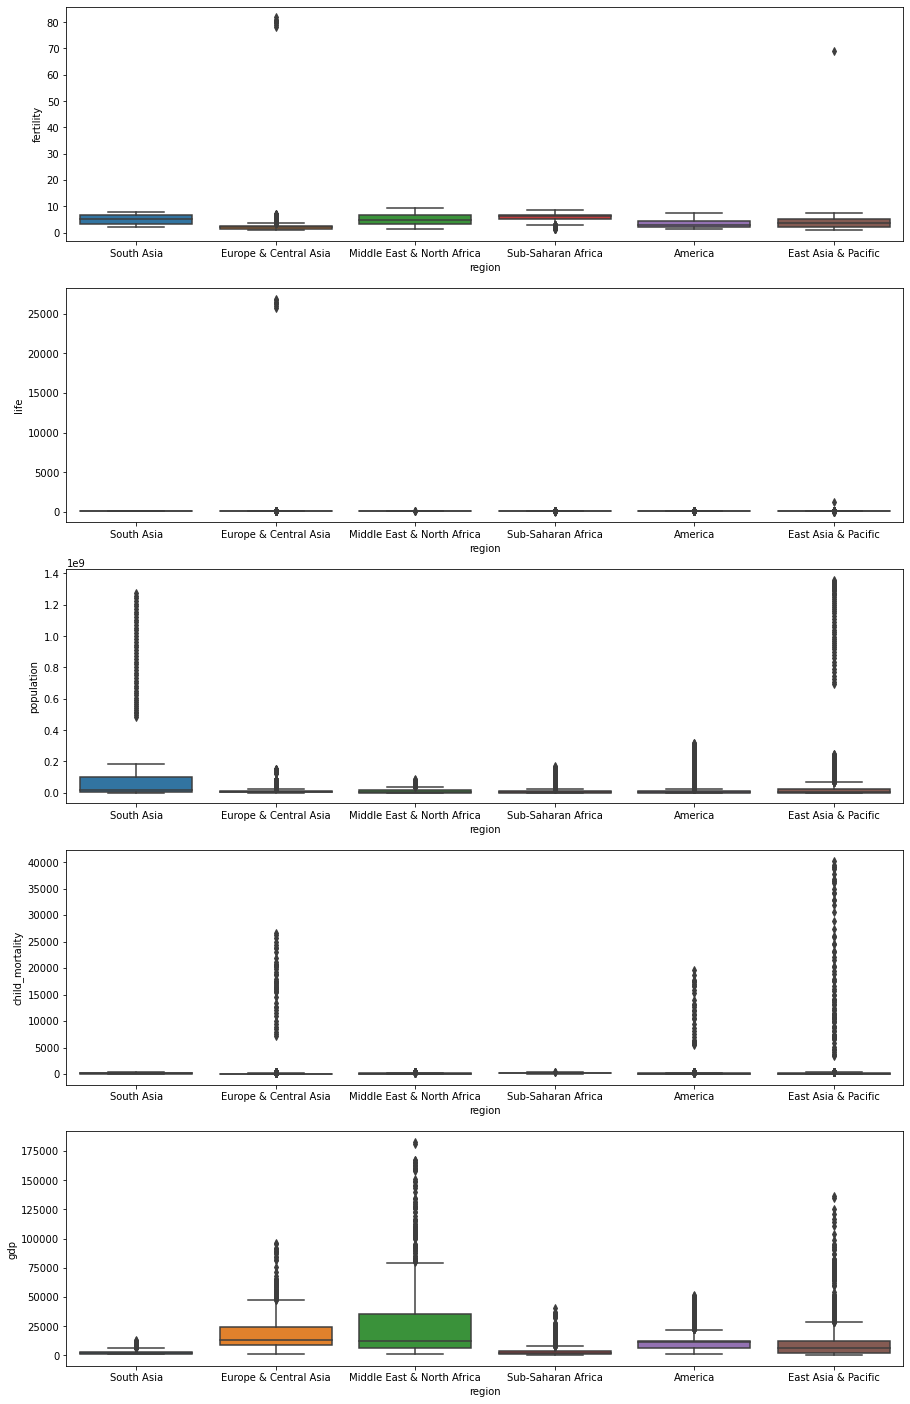 80
70
60
50
40
30
20
10
0
fertility
South Asia Europe & Central Asia Middle East & North Africa Sub-Saharan Africa America East Asia & Pacific
region
25000
20000
15000
10000
5000
0
life
South Asia Europe & Central Asia Middle East & North Africa Sub-Saharan Africa America East Asia & Pacific
region
1e9
1.4
1.2
1.0
0.8
0.6
0.4
0.2
0.0
population
South Asia Europe & Central Asia Middle East & North Africa Sub-Saharan Africa America East Asia & Pacific
region
40000
35000
30000
25000
20000
15000
10000
5000
0
child_mortality
South Asia Europe & Central Asia Middle East & North Africa Sub-Saharan Africa America East Asia & Pacific
region
175000
150000
125000
100000
75000
50000
25000
0
gdp
South Asia Europe & Central Asia Middle East & North Africa Sub-Saharan Africa America East Asia & Pacific
region